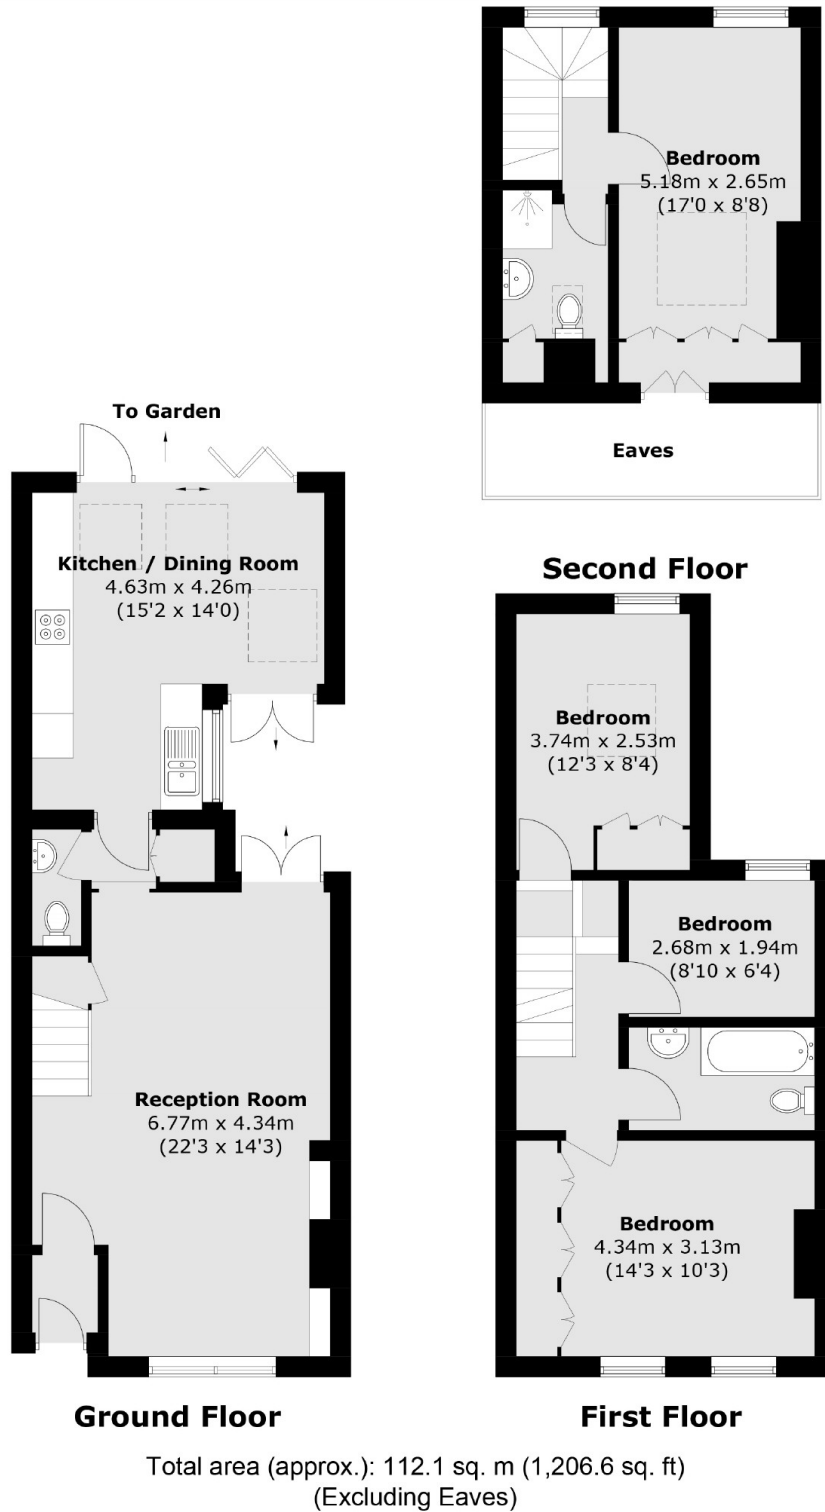 Bedroom
5.18m x 2.65m
(17'0 x 8'8)
Eaves
Second Floor
To Garden
Kitchen / Dining Room
4.63m x 4.26m
(15'2 x 14'0)
Reception Room
6.77m x 4.34m
(22'3 x 14'3)
Ground Floor
Bedroom
3.74m x 2.53m
(12'3 x 8'4)
Bedroom
2.68m x 1.94m
(8'10 x 6'4)
Bedroom
4.34m x 3.13m
(14'3 x 10'3)
First Floor
Total area (approx.): 112.1 sq. m (1,206.6 sq. ft)
(Excluding Eaves)